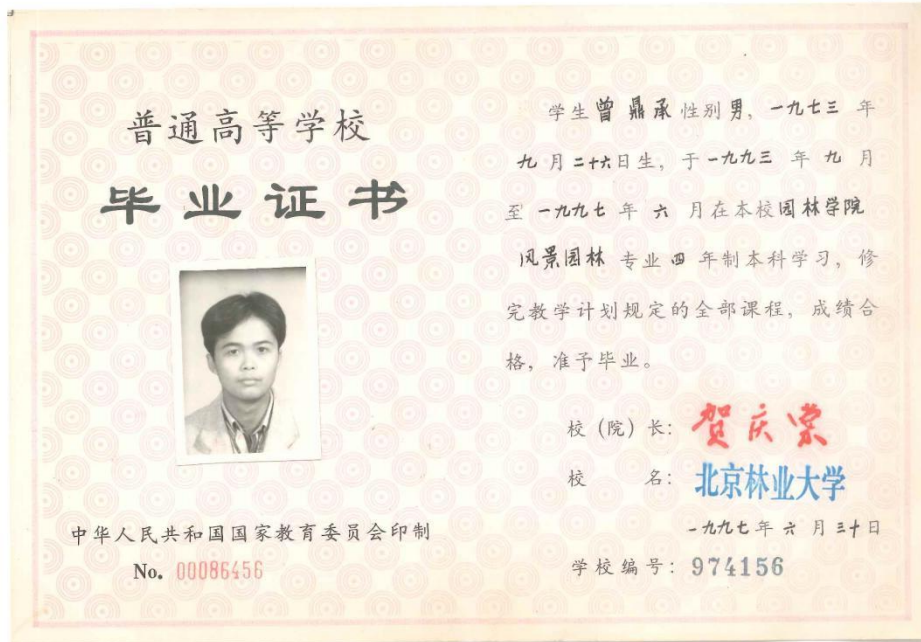 普通高等学校
毕业证书
中华人民共和国国家教育委员会印制
No. 00086456
学生曾鼎承性别男，一九七三年
九月二十六日生，于一九九三年九月
至一九九七年六月在本校园林学院
风景园林专业四年制本科学习，修
完教学计划规定的全部课程，成绩合
格，准予毕业。
校（院）长：贺庆棠
校名：北京林业大学
一九九七年六月三十日
学校编号：974156